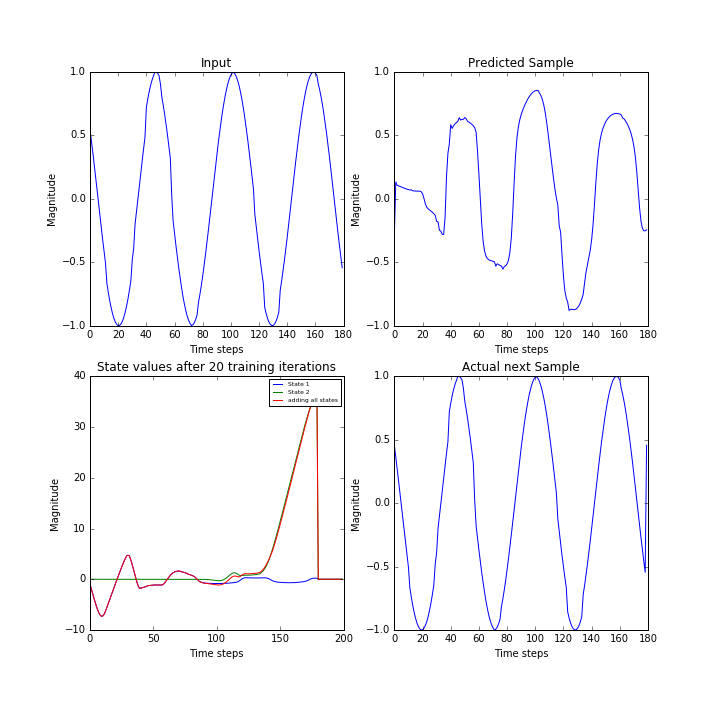 Input
Magnitude
1.0
0.5
0.0
−0.5
−1.0
0 20 40 60 80 100 120 140 160 180
Time steps
Predicted Sample
Magnitude
1.0
0.5
0.0
−0.5
−1.0
0 20 40 60 80 100 120 140 160 180
Time steps
State values after 20 training iterations
Magnitude
40
30
20
10
0
−10
State 1
State 2
adding all states
0 50 100 150 200
Time steps
Actual next Sample
Magnitude
1.0
0.5
0.0
−0.5
−1.0
0 20 40 60 80 100 120 140 160 180
Time steps